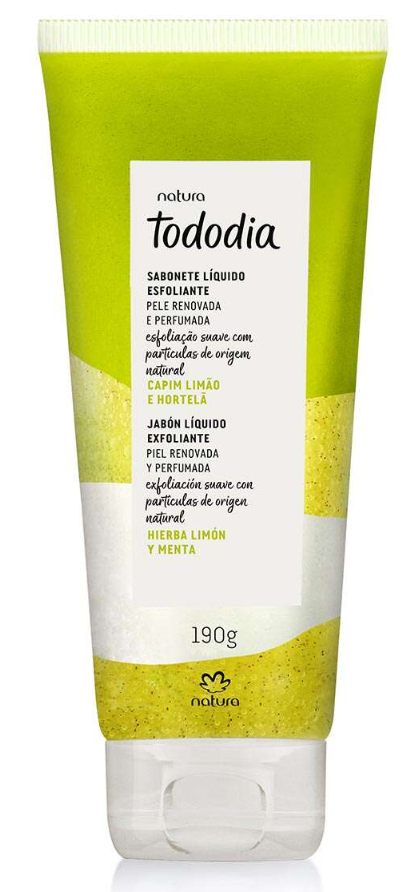 natura
Tododia
SABONETE LÍQUIDO
ESFOLIANTE
PELE RENOVADA
E PERFUMADA
esfoliação suave com
partículas de origem
natural
CAPIM LIMÃO
E HORTELÃ
JABÓN LÍQUIDO
EXFOLIANTE
PIEL RENOVADA
Y PERFUMADA
exfoliación suave con
partículas de origen
natural
HIERBA LIMÓN
Y MENTA
190g
natura